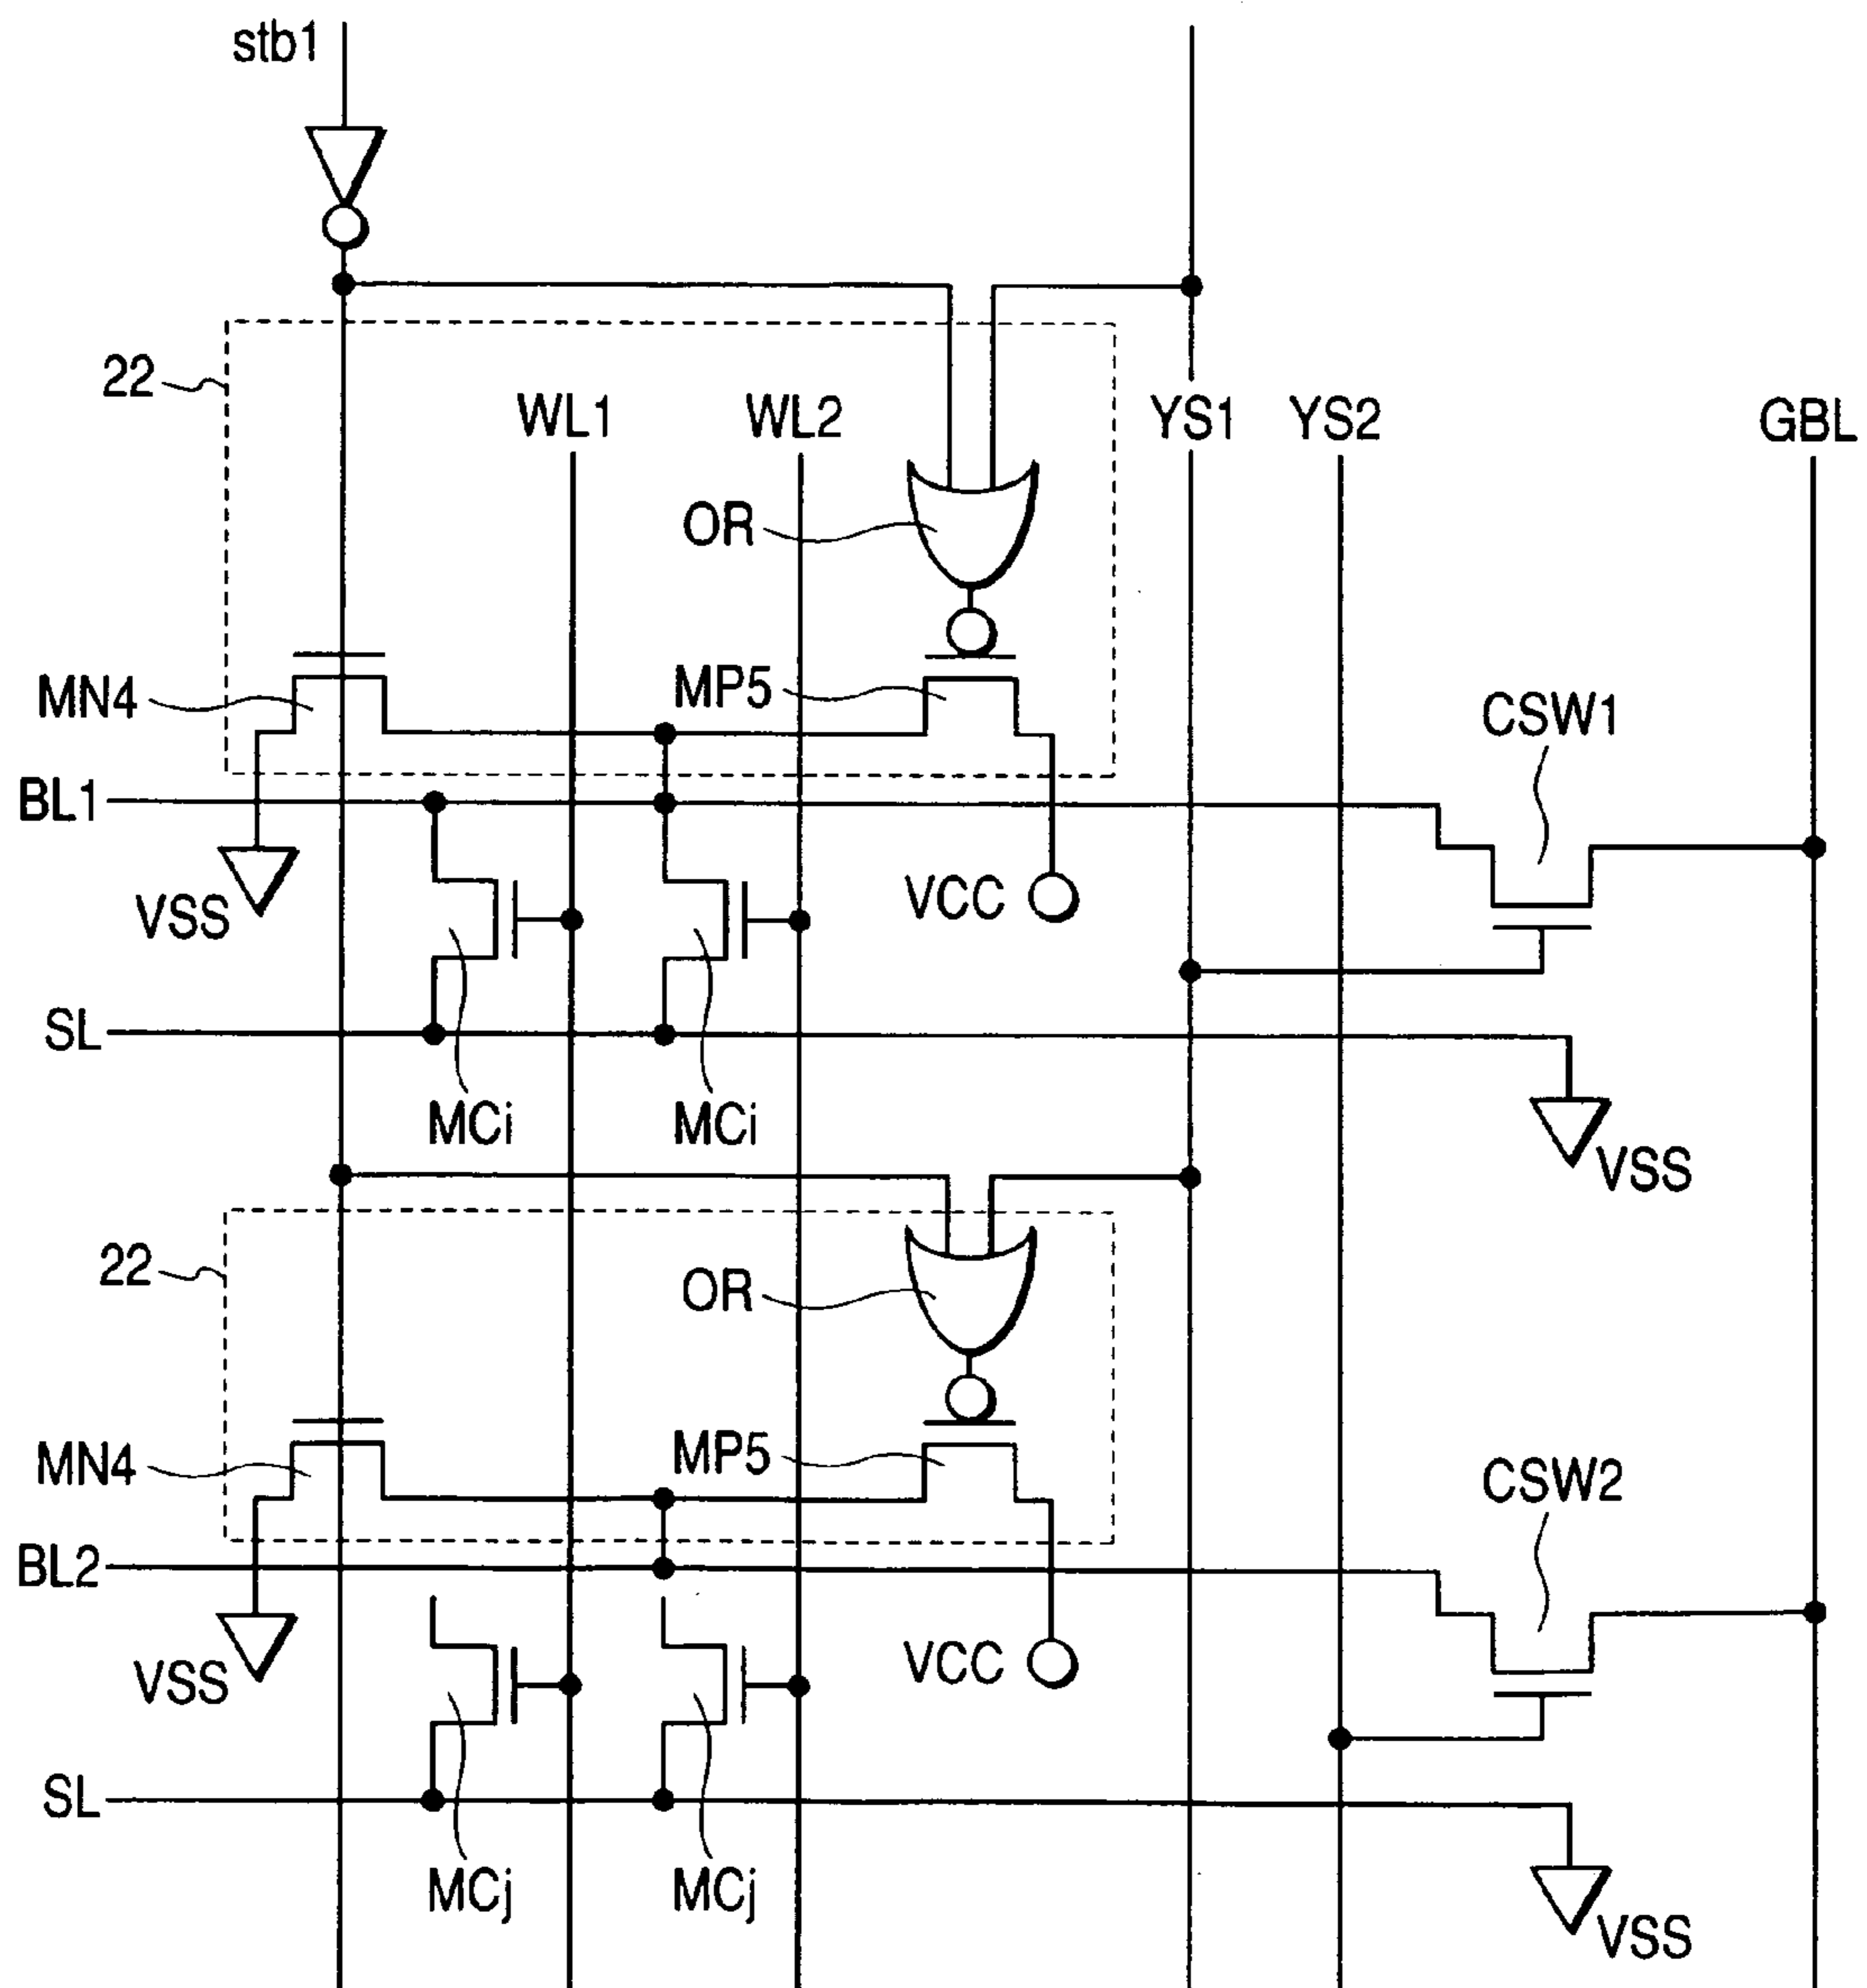 stb1
22
WL1
WL2
YS1
YS2
GBL
OR
MN4
MP5
CSW1
BL1
VSS
VCC
SL
MCi
MCi
VSS
22
OR
MN4
MP5
CSW2
BL2
VSS
VCC
SL
MCj
MCj
VSS